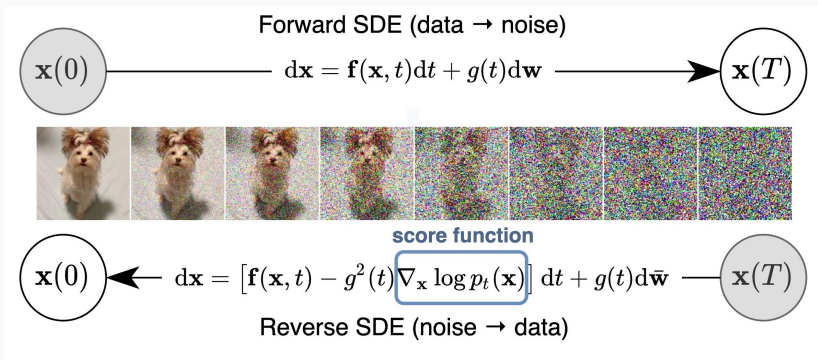 Forward SDE (data → noise)
x(0) dx = f(x, t)dt + g(t)dw x(T)
score function
x(0) dx = [f(x, t) − g²(t)∇ₓ log pₜ(x)] dt + g(t)dw̄ x(T)
Reverse SDE (noise → data)